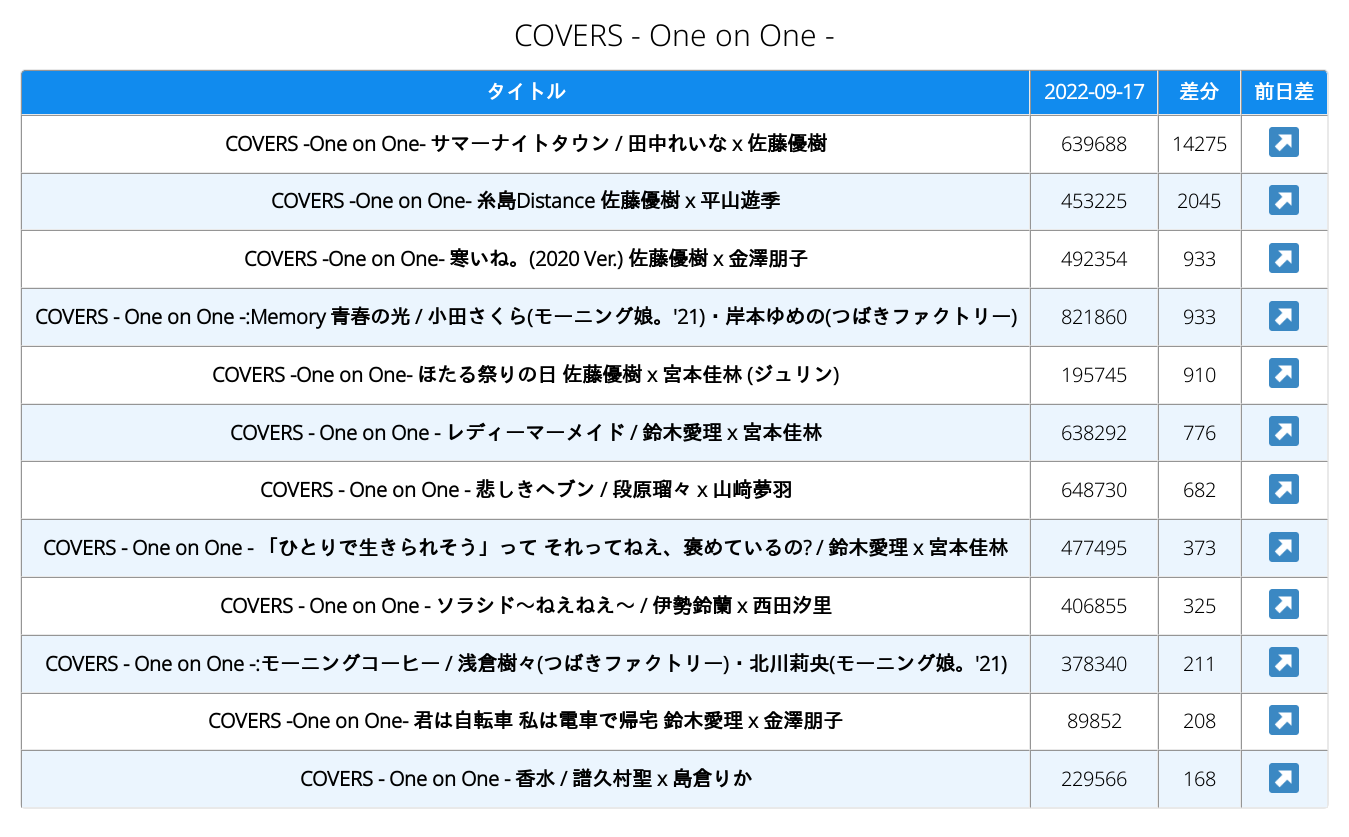 COVERS - One on One -
タイトル 2022-09-17 差分 前日差
COVERS -One on One- サマーナイトタウン / 田中れいな x 佐藤優樹 639688 14275
COVERS -One on One- 糸島Distance 佐藤優樹 x 平山遊季 453225 2045
COVERS -One on One- 寒いね。(2020 Ver.) 佐藤優樹 x 金澤朋子 492354 933
COVERS - One on One -:Memory 青春の光 / 小田さくら(モーニング娘。'21)・岸本ゆめの(つばきファクトリー) 821860 933
COVERS -One on One- ほたる祭りの日 佐藤優樹 x 宮本佳林 (ジュリン) 195745 910
COVERS - One on One - レディーマーメイド / 鈴木愛理 x 宮本佳林 638292 776
COVERS - One on One - 悲しきヘブン / 段原瑠々 x 山﨑夢羽 648730 682
COVERS - One on One - 「ひとりで生きられそう」って それってねえ、褒めているの? / 鈴木愛理 x 宮本佳林 477495 373
COVERS - One on One - ソラシド〜ねえねえ〜 / 伊勢鈴蘭 x 西田汐里 406855 325
COVERS - One on One -:モーニングコーヒー / 浅倉樹々(つばきファクトリー)・北川莉央(モーニング娘。'21) 378340 211
COVERS -One on One- 君は自転車 私は電車で帰宅 鈴木愛理 x 金澤朋子 89852 208
COVERS - One on One - 香水 / 譜久村聖 x 島倉りか 229566 168